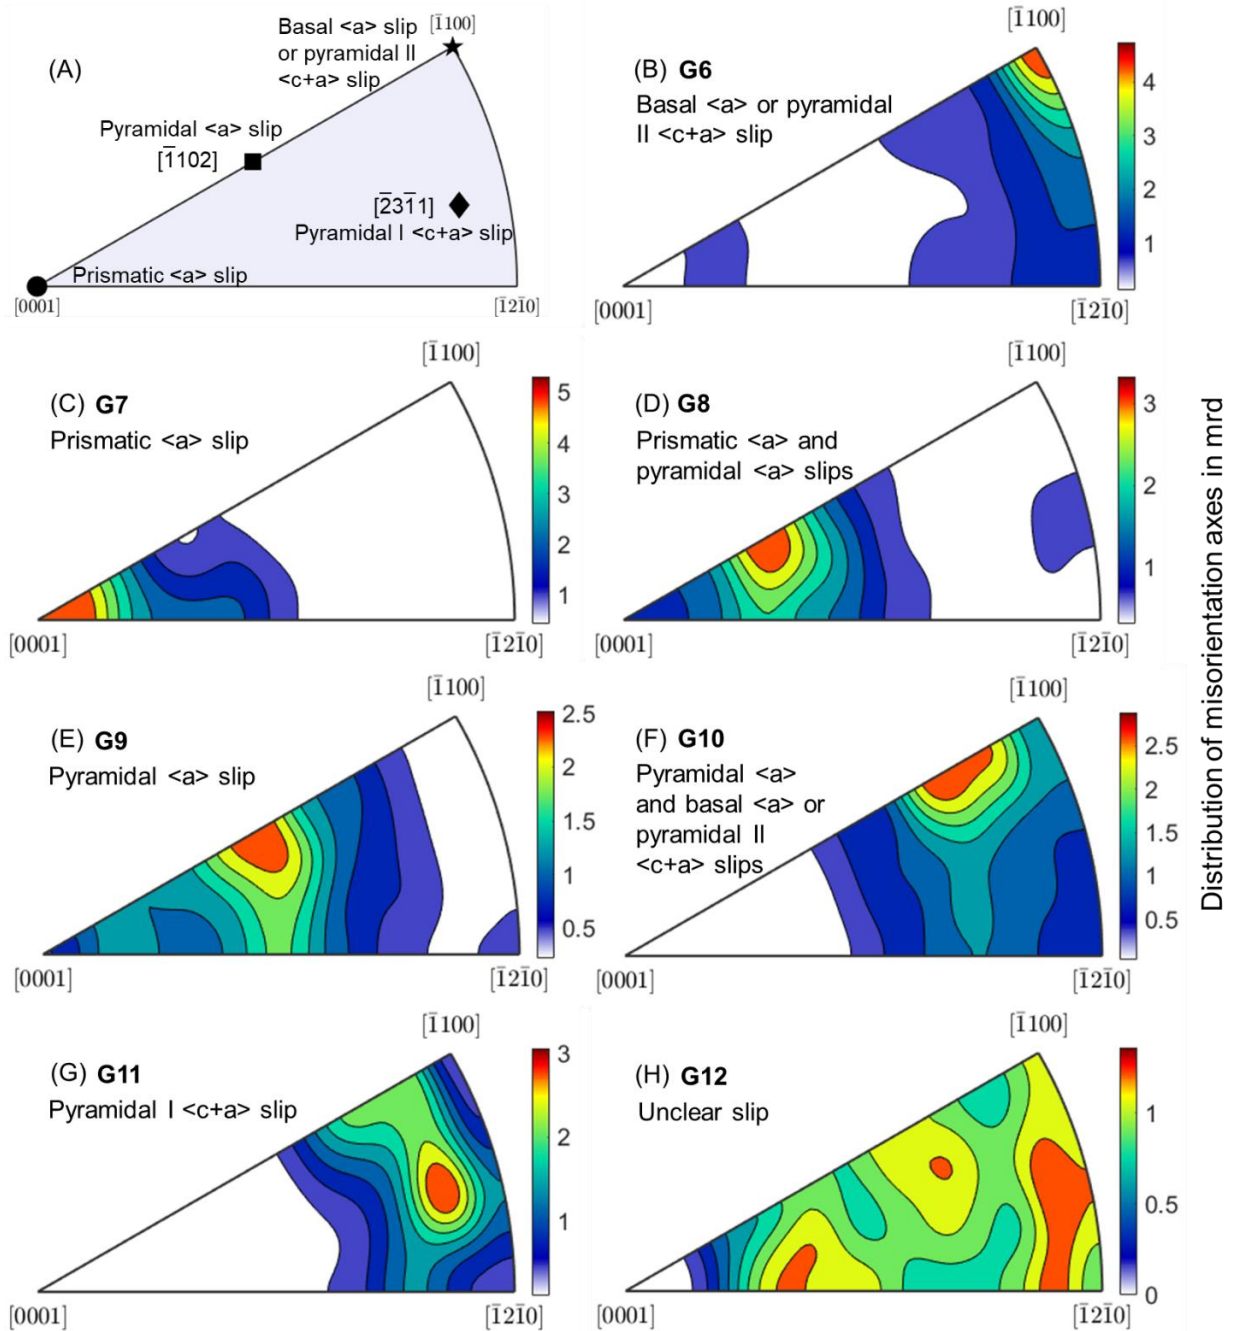 (A)
Basal <a> slip
or pyramidal II
<c+a> slip
[1̅100]
Pyramidal <a> slip
[1̅102]
[2̅31̅1]
Pyramidal I <c+a> slip
Prismatic <a> slip
[0001]
[1̅21̅0]
(B) G6
Basal <a> or pyramidal
II <c+a> slip
[1̅100]
[0001]
[1̅21̅0]
4
3
2
1
(C) G7
Prismatic <a> slip
[1̅100]
[0001]
[1̅21̅0]
5
4
3
2
1
(D) G8
Prismatic <a> and
pyramidal <a> slips
[1̅100]
[0001]
[1̅21̅0]
3
2
1
(E) G9
Pyramidal <a> slip
[1̅100]
[0001]
[1̅21̅0]
2.5
2
1.5
1
0.5
(F) G10
Pyramidal <a>
and basal <a> or
pyramidal II
<c+a> slips
[1̅100]
[0001]
[1̅21̅0]
2.5
2
1.5
1
0.5
(G) G11
Pyramidal I <c+a> slip
[1̅100]
[0001]
[1̅21̅0]
3
2
1
(H) G12
Unclear slip
[1̅100]
[0001]
[1̅21̅0]
1
0.5
0
Distribution of misorientation axes in mrd